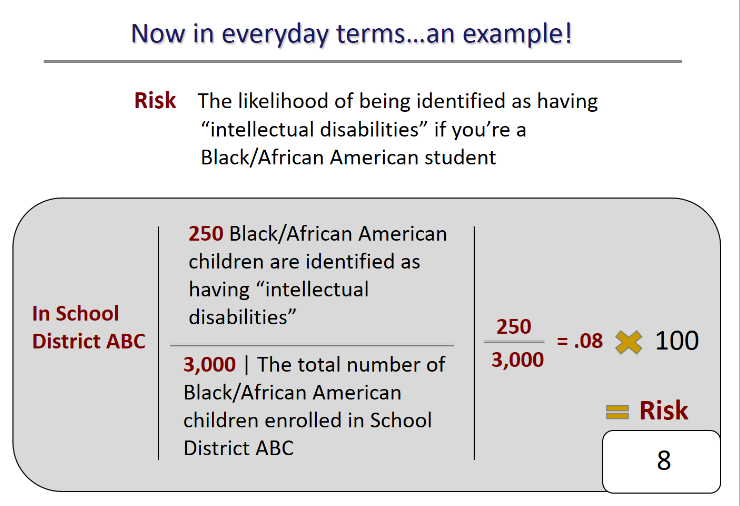 Now in everyday terms...an example!
Risk The likelihood of being identified as having
“intellectual disabilities” if you’re a
Black/African American student
In School
District ABC
250 Black/African American
children are identified as
having “intellectual
disabilities”
3,000 | The total number of
Black/African American
children enrolled in School
District ABC
250
3,000
= .08 ✖ 100
= Risk
8